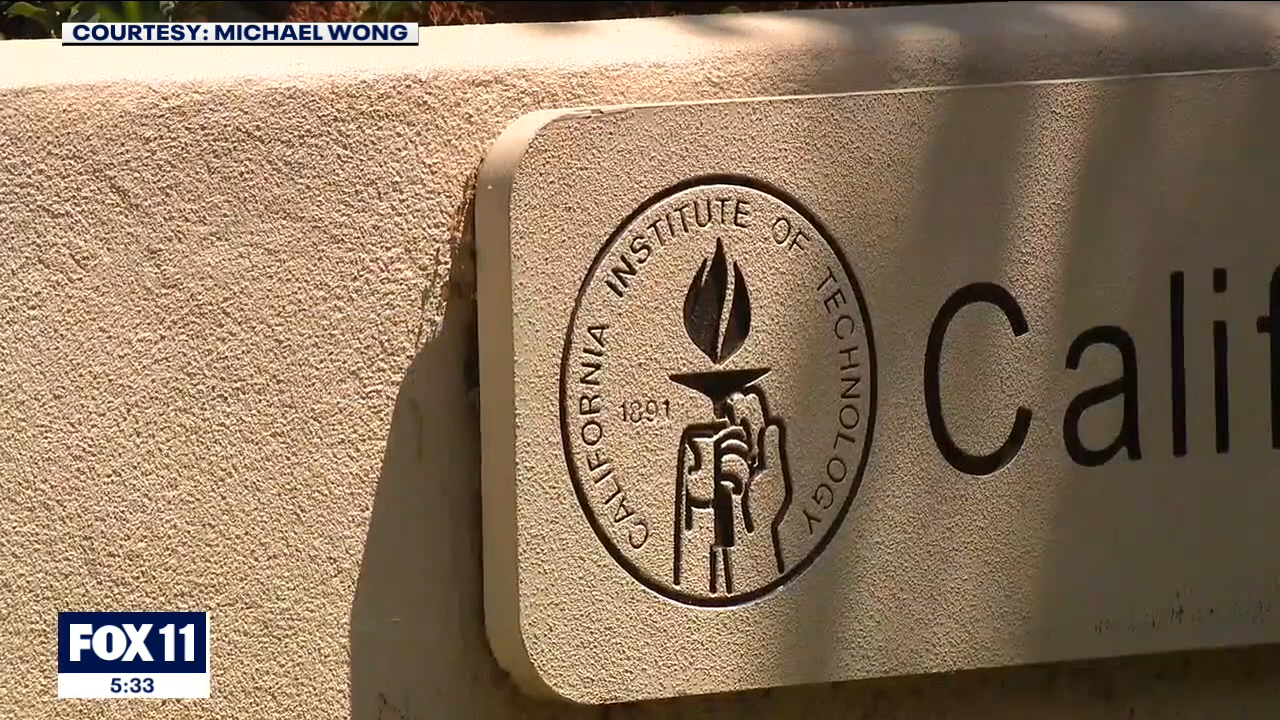 COURTESY: MICHAEL WONG
CALIFORNIA INSTITUTE OF TECHNOLOGY
1891
Calif
FOX 11
5:33